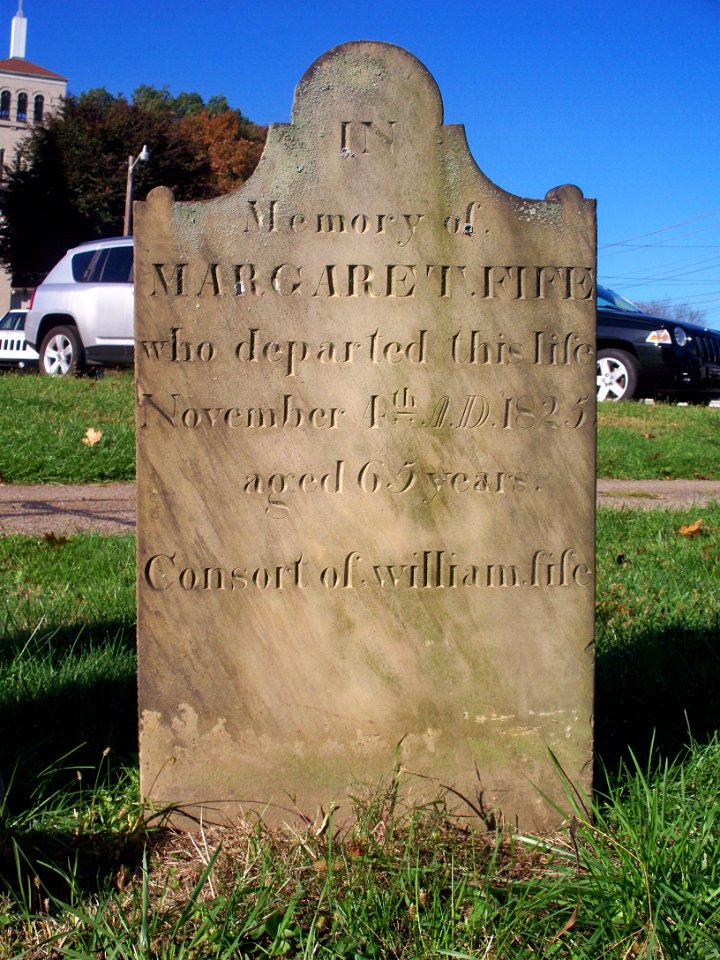 IN
Memory of.
MARGARET. FIFE
who departed this life
November 4th A.D. 1825
aged 65 years.
Consort of. william. fife